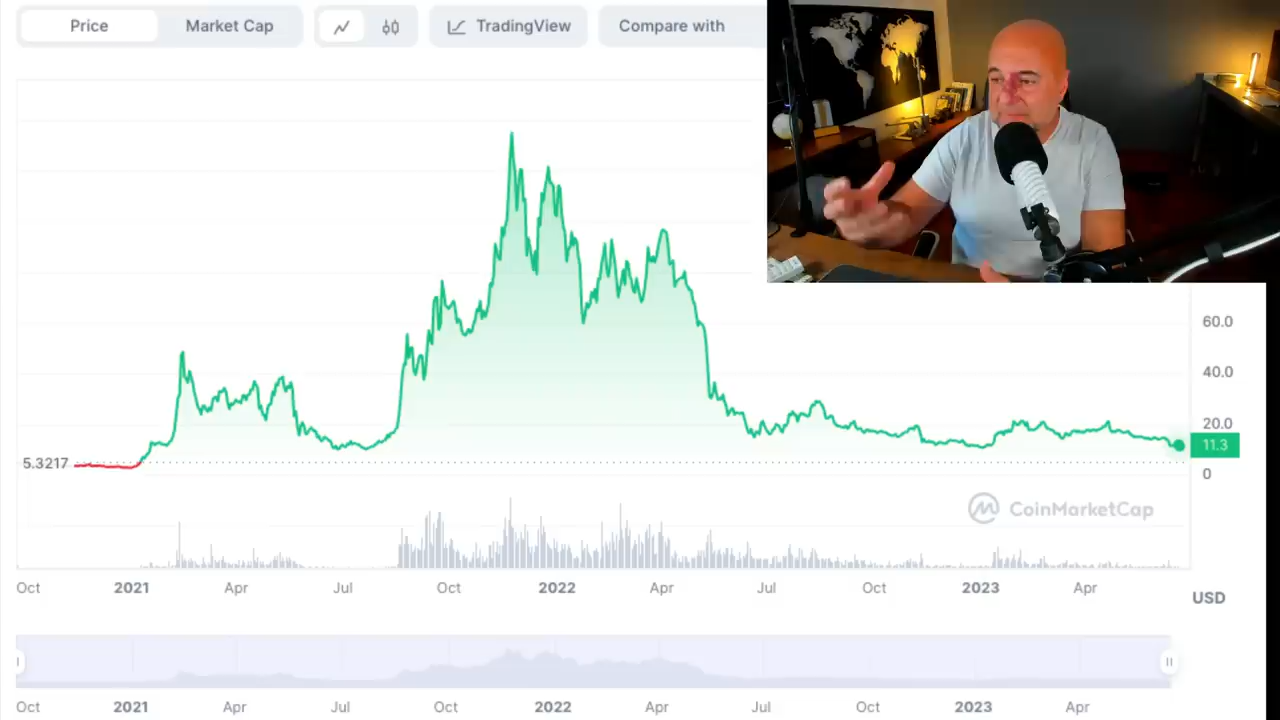 Price Market Cap TradingView Compare with
60.0
40.0
20.0
11.3
5.3217
0
CoinMarketCap
Oct 2021 Apr Jul Oct 2022 Apr Jul Oct 2023 Apr
USD
Oct 2021 Apr Jul Oct 2022 Apr Jul Oct 2023 Apr